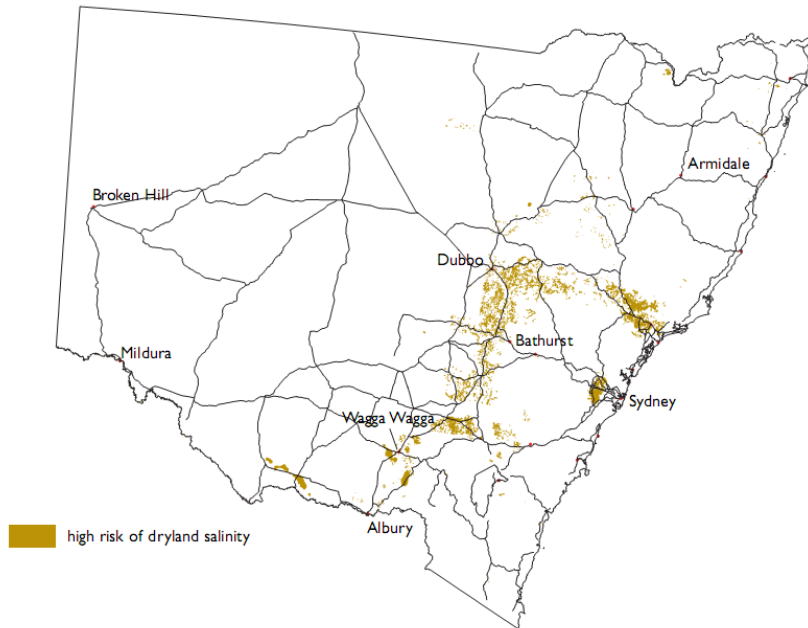 Armidale
Broken Hill
Dubbo
Bathurst
Mildura
Sydney
Wagga Wagga
Albury
high risk of dryland salinity